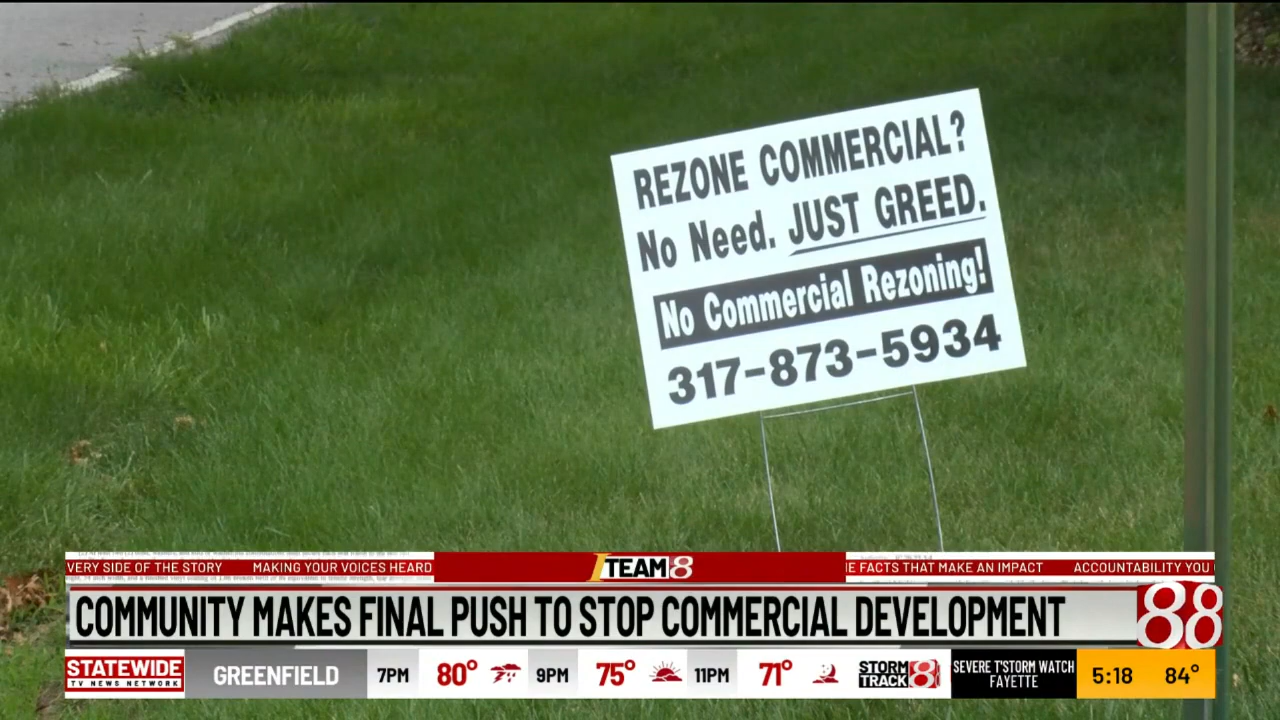 REZONE COMMERCIAL?
No Need. JUST GREED.
No Commercial Rezoning!
317-873-5934
VERY SIDE OF THE STORY MAKING YOUR VOICES HEARD
I TEAM 8
E FACTS THAT MAKE AN IMPACT ACCOUNTABILITY YOU
COMMUNITY MAKES FINAL PUSH TO STOP COMMERCIAL DEVELOPMENT
88
STATEWIDE
TV NEWS NETWORK
GREENFIELD
7PM 80° 9PM 75° 11PM 71°
STORM
TRACK 8
SEVERE T'STORM WATCH
FAYETTE
5:18 84°